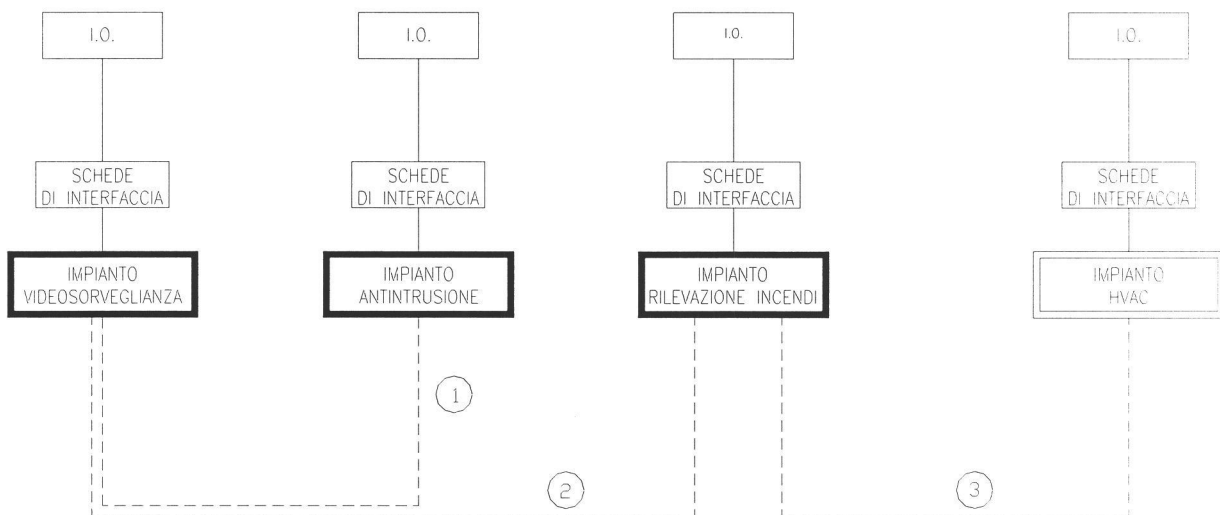 I.O.
I.O.
I.O.
I.O.
SCHEDE
DI INTERFACCIA
SCHEDE
DI INTERFACCIA
SCHEDE
DI INTERFACCIA
SCHEDE
DI INTERFACCIA
IMPIANTO
VIDEOSORVEGLIANZA
IMPIANTO
ANTINTRUSIONE
IMPIANTO
RILEVAZIONE INCENDI
IMPIANTO
HVAC
1
2
3